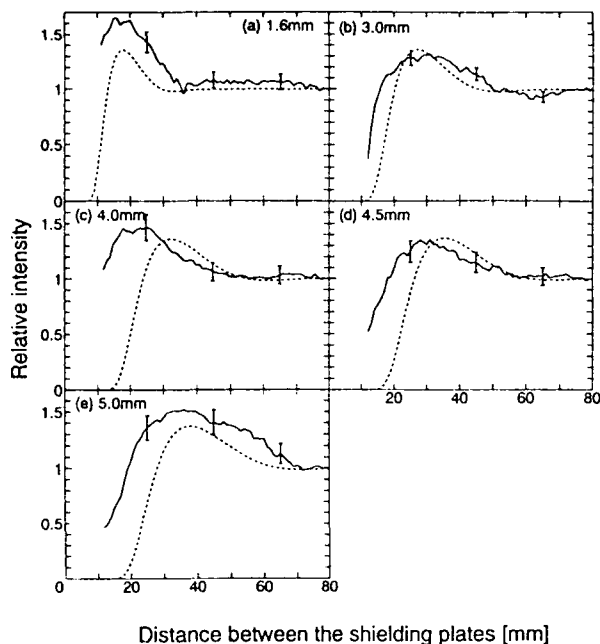 1.5
(a) 1.6mm
(b) 3.0mm
1
0.5
0
(c) 4.0mm
(d) 4.5mm
1.5
1
0.5
0
(e) 5.0mm
20 40 60 80
1.5
1
0.5
0 20 40 60 80
Relative intensity
Distance between the shielding plates [mm]